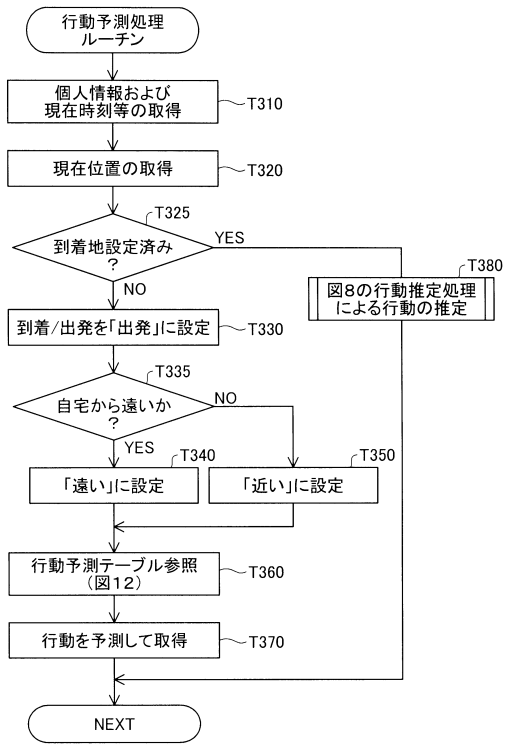 行動予測処理
ルーチン
個人情報および
現在時刻等の取得
T310
現在位置の取得
T320
T325
到着地設定済み
?
YES
NO
T380
図8の行動推定処理
による行動の推定
到着/出発を「出発」に設定
T330
T335
自宅から遠いか
?
NO
YES
T340
「遠い」に設定
T350
「近い」に設定
行動予測テーブル参照
(図12)
T360
行動を予測して取得
T370
NEXT